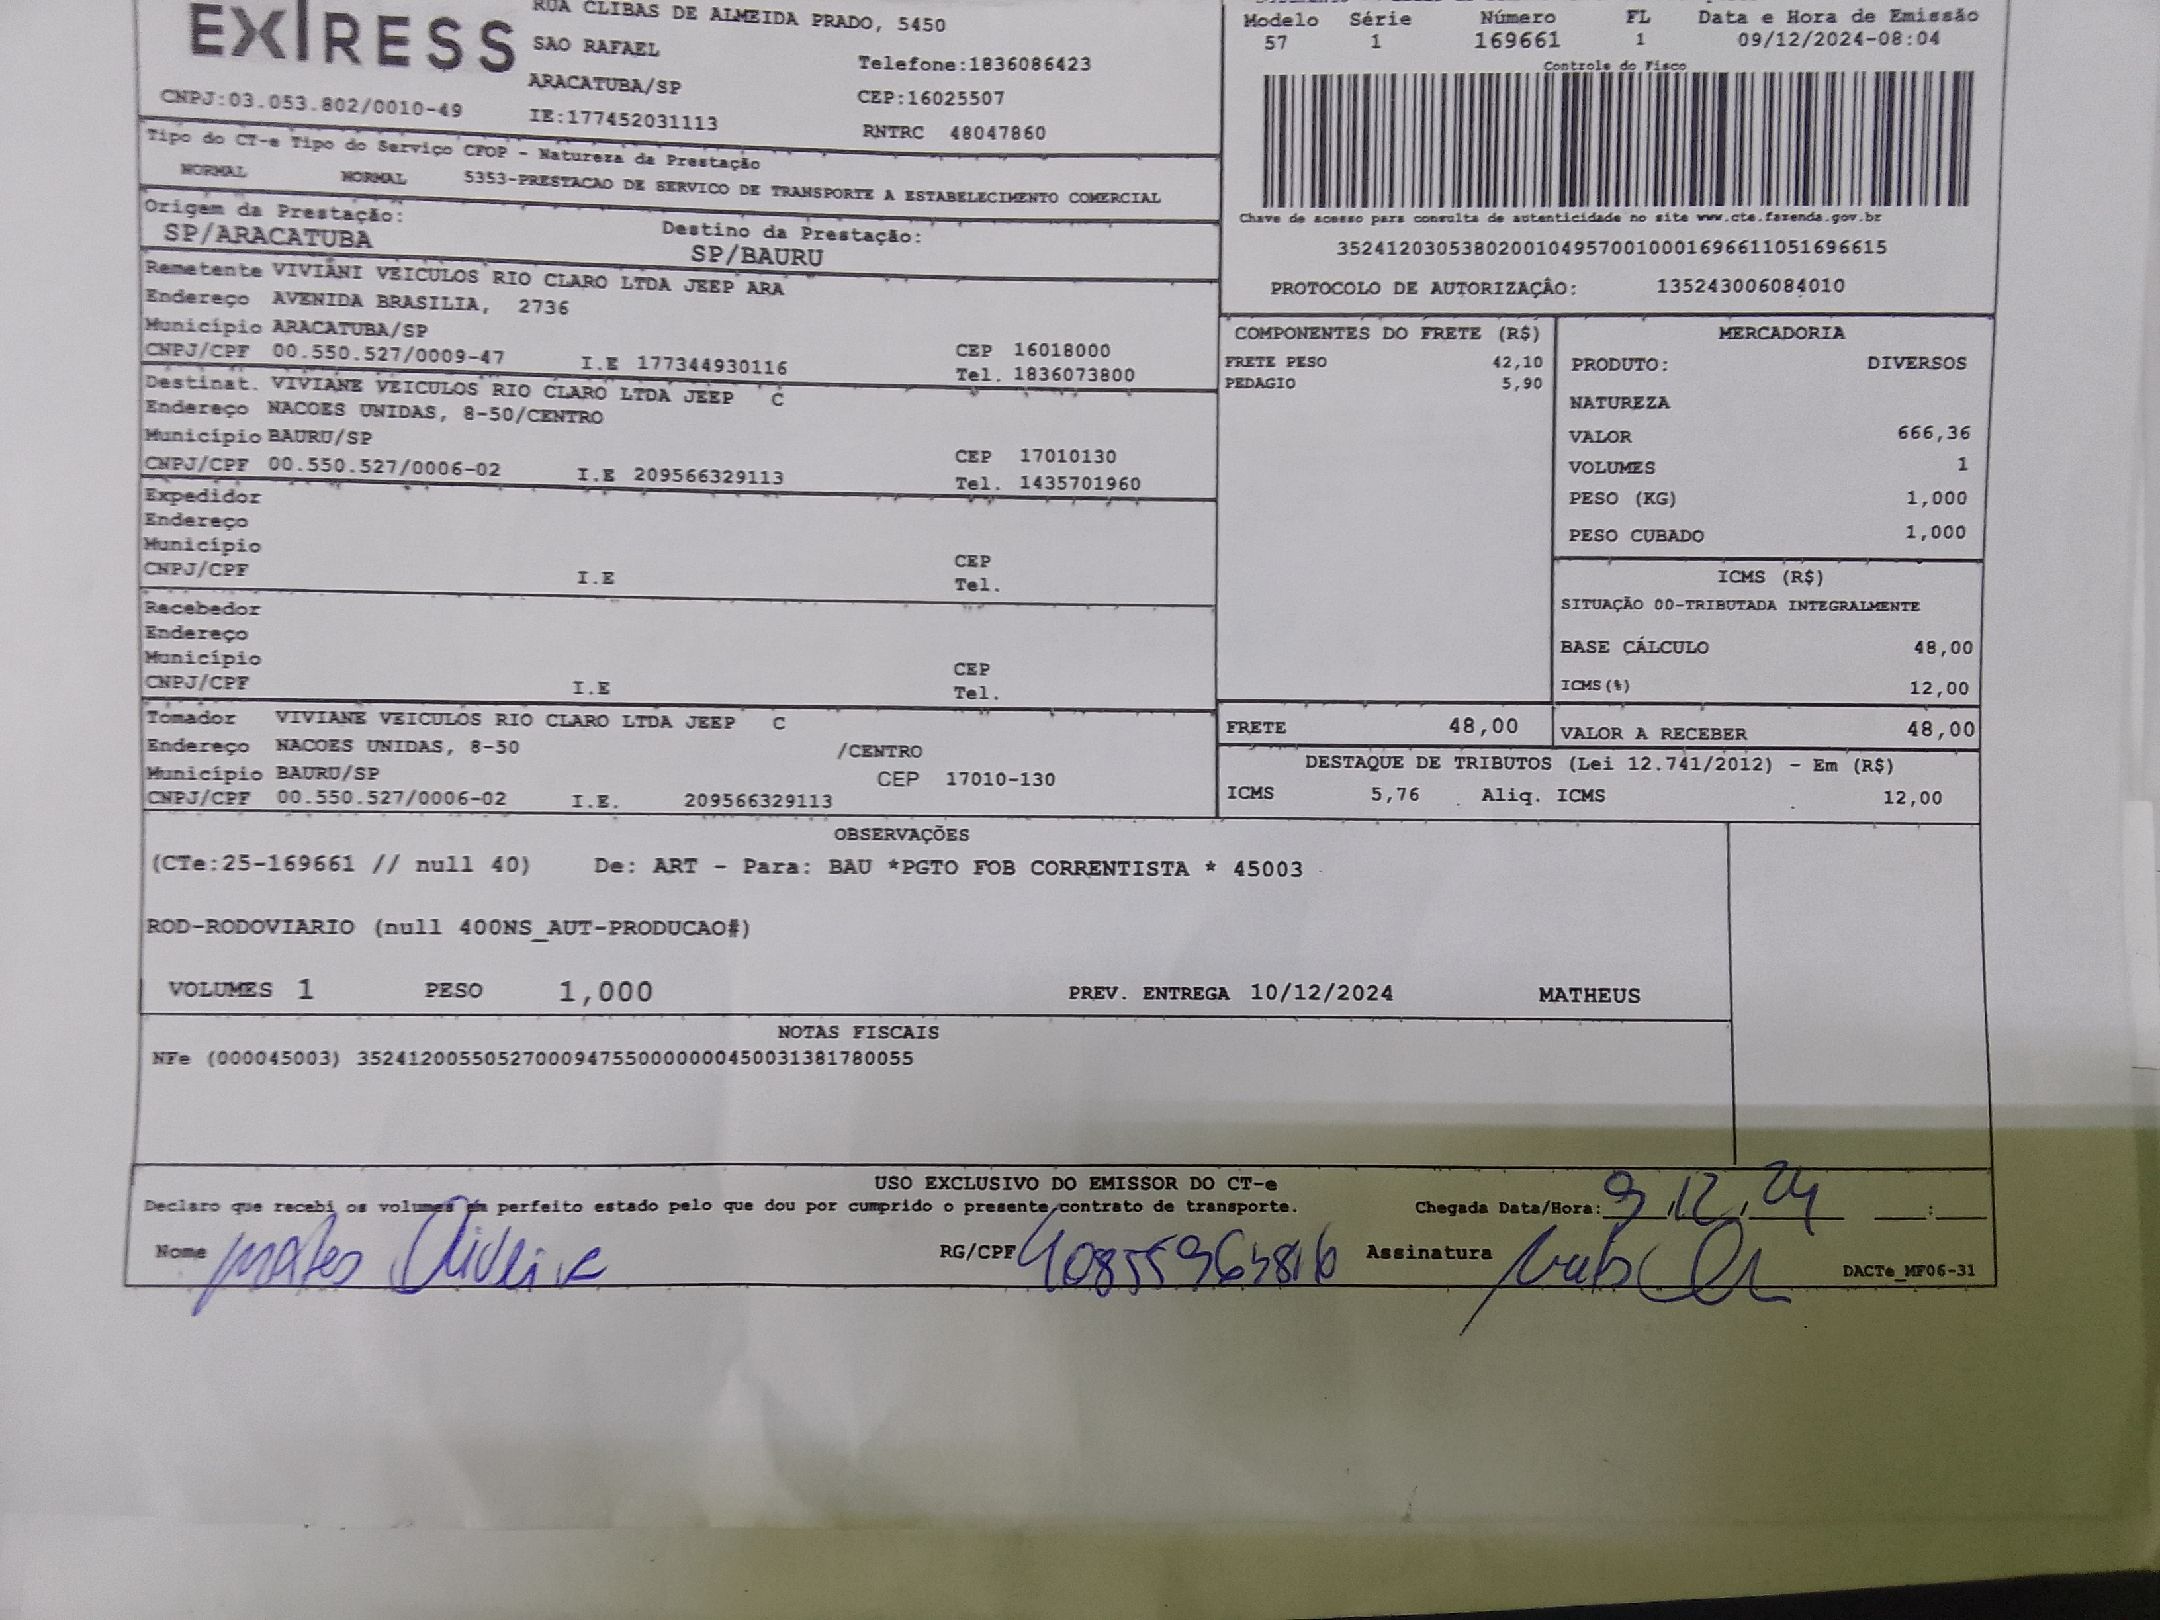 EXPRESS
RUA CLIBAS DE ALMEIDA PRADO, 5450
SAO RAFAEL
Telefone:1836086423
ARACATUBA/SP
CEP:16025507
CNPJ:03.053.802/0010-49
IE:177452031113
RNTRC 48047860
Modelo Série Número FL Data e Hora de Emissão
57 1 169661 1 09/12/2024-08:04
Controle do Fisco
Chave de acesso para consulta de autenticidade no site www.cte.fazenda.gov.br
35241203053802001049570010001696611051696615
PROTOCOLO DE AUTORIZAÇÂO: 135243006084010
Tipo do CT-e Tipo do Serviço CFOP - Natureza da Prestação
NORMAL NORMAL 5353-PRESTACAO DE SERVICO DE TRANSPORTE A ESTABELECIMENTO COMERCIAL
Origem da Prestação: Destino da Prestação:
SP/ARACATUBA SP/BAURU
Remetente VIVIANI VEICULOS RIO CLARO LTDA JEEP ARA
Endereço AVENIDA BRASILIA, 2736
Município ARACATUBA/SP CEP 16018000
CNPJ/CPF 00.550.527/0009-47 I.E 177344930116 Tel. 1836073800
Destinat. VIVIANE VEICULOS RIO CLARO LTDA JEEP C
Endereço NACOES UNIDAS, 8-50/CENTRO
Município BAURU/SP CEP 17010130
CNPJ/CPF 00.550.527/0006-02 I.E 209566329113 Tel. 1435701960
Expedidor
Endereço
Município CEP
CNPJ/CPF I.E Tel.
Recebedor
Endereço
Município CEP
CNPJ/CPF I.E Tel.
Tomador VIVIANE VEICULOS RIO CLARO LTDA JEEP C
Endereço NACOES UNIDAS, 8-50 /CENTRO
Município BAURU/SP CEP 17010-130
CNPJ/CPF 00.550.527/0006-02 I.E. 209566329113
COMPONENTES DO FRETE (R$)
FRETE PESO 42,10
PEDAGIO 5,90
MERCADORIA
PRODUTO: DIVERSOS
NATUREZA
VALOR 666,36
VOLUMES 1
PESO (KG) 1,000
PESO CUBADO 1,000
ICMS (R$)
SITUAÇÃO 00-TRIBUTADA INTEGRALMENTE
BASE CÁLCULO 48,00
ICMS(%) 12,00
FRETE 48,00 VALOR A RECEBER 48,00
DESTAQUE DE TRIBUTOS (Lei 12.741/2012) - Em (R$)
ICMS 5,76 Aliq. ICMS 12,00
OBSERVAÇÕES
(CTe:25-169661 // null 40) De: ART - Para: BAU *PGTO FOB CORRENTISTA * 45003
ROD-RODOVIARIO (null 400NS_AUT-PRODUCAO#)
VOLUMES 1 PESO 1,000 PREV. ENTREGA 10/12/2024 MATHEUS
NOTAS FISCAIS
NFe (000045003) 35241200550527000947550000000450031381780055
USO EXCLUSIVO DO EMISSOR DO CT-e
Declaro que recebi os volumes em perfeito estado pelo que dou por cumprido o presente contrato de transporte. Chegada Data/Hora: 9 12 24 :
Nome Mates Oliveira RG/CPF 40855963816 Assinatura
DACTe_MF06-31